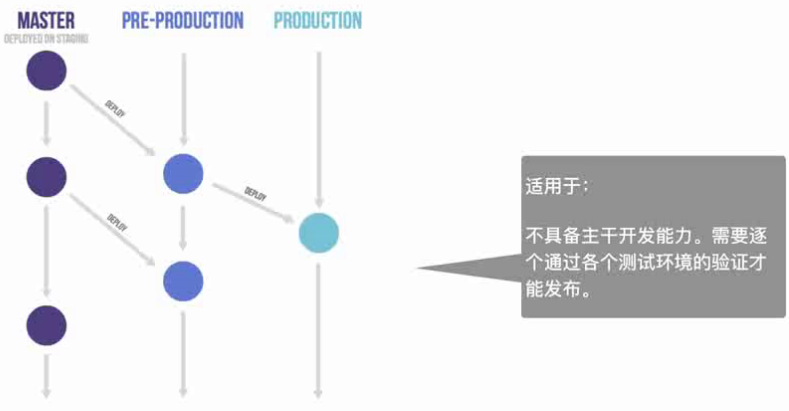 MASTER
DEPLOYED ON STAGING
PRE-PRODUCTION
PRODUCTION
DEPLOY
DEPLOY
DEPLOY
适用于：
不具备主干开发能力。需要逐
个通过各个测试环境的验证才
能发布。